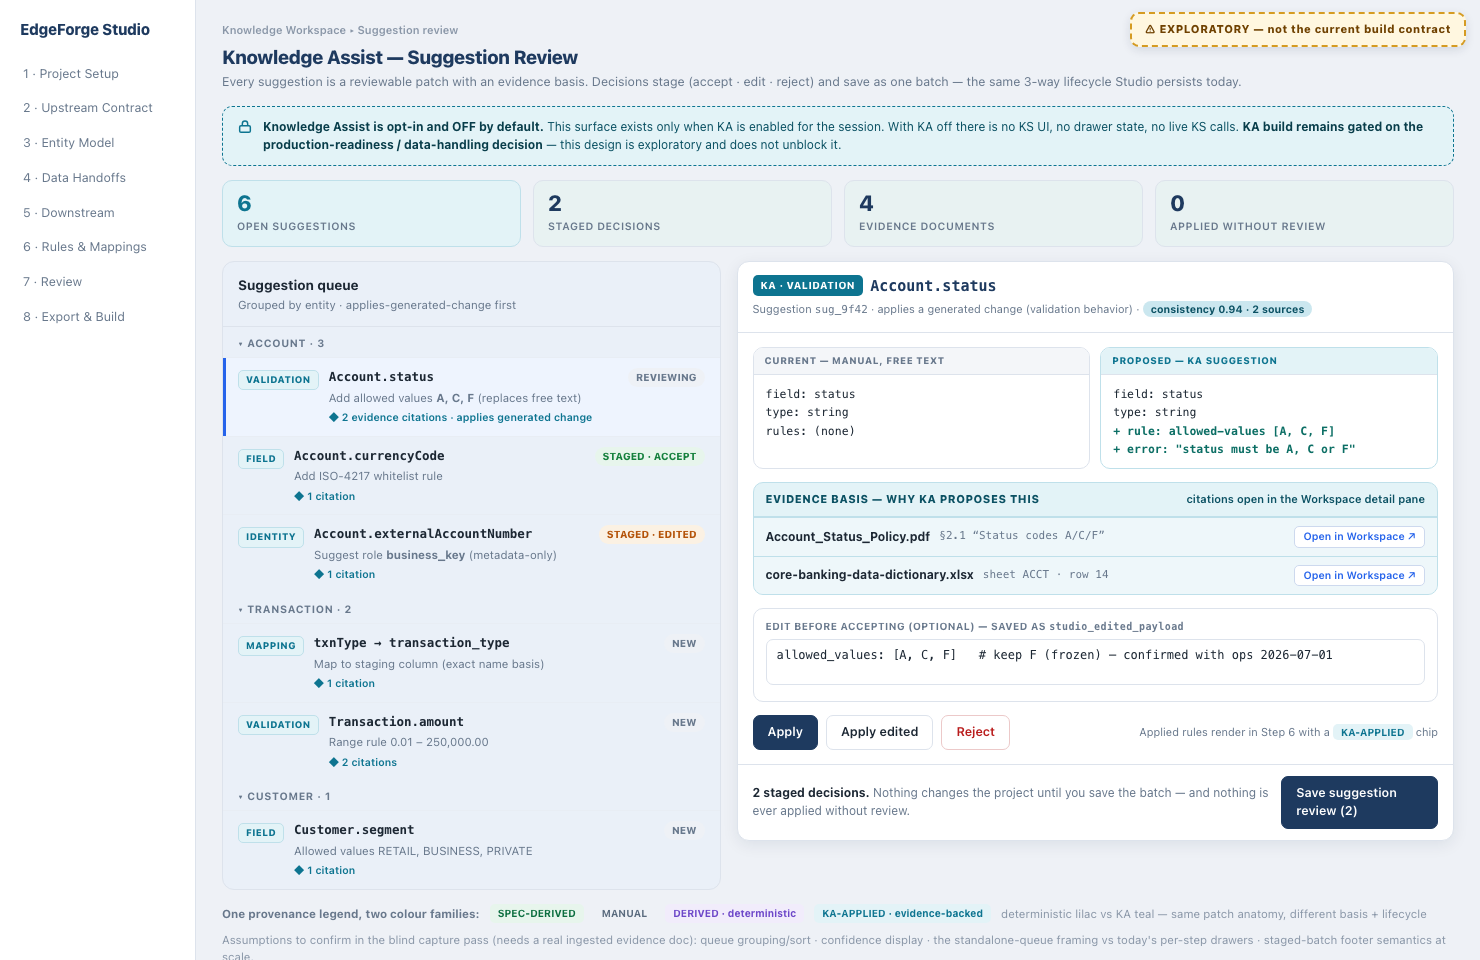 EdgeForge Studio
1 · Project Setup
2 · Upstream Contract
3 · Entity Model
4 · Data Handoffs
5 · Downstream
6 · Rules & Mappings
7 · Review
8 · Export & Build
Knowledge Workspace ▸ Suggestion review
⚠ EXPLORATORY — not the current build contract
Knowledge Assist — Suggestion Review
Every suggestion is a reviewable patch with an evidence basis. Decisions stage (accept · edit · reject) and save as one batch — the same 3-way lifecycle Studio persists today.
Knowledge Assist is opt-in and OFF by default. This surface exists only when KA is enabled for the session. With KA off there is no KS UI, no drawer state, no live KS calls. KA build remains gated on the
production-readiness / data-handling decision — this design is exploratory and does not unblock it.
6
OPEN SUGGESTIONS
2
STAGED DECISIONS
4
EVIDENCE DOCUMENTS
0
APPLIED WITHOUT REVIEW
Suggestion queue
Grouped by entity · applies-generated-change first
▾ ACCOUNT · 3
VALIDATION Account.status REVIEWING
Add allowed values A, C, F (replaces free text)
◆ 2 evidence citations · applies generated change
FIELD Account.currencyCode STAGED · ACCEPT
Add ISO-4217 whitelist rule
◆ 1 citation
IDENTITY Account.externalAccountNumber STAGED · EDITED
Suggest role business_key (metadata-only)
◆ 1 citation
▾ TRANSACTION · 2
MAPPING txnType → transaction_type NEW
Map to staging column (exact name basis)
◆ 1 citation
VALIDATION Transaction.amount NEW
Range rule 0.01 – 250,000.00
◆ 2 citations
▾ CUSTOMER · 1
FIELD Customer.segment NEW
Allowed values RETAIL, BUSINESS, PRIVATE
◆ 1 citation
KA · VALIDATION Account.status
Suggestion sug_9f42 · applies a generated change (validation behavior) · consistency 0.94 · 2 sources
CURRENT — MANUAL, FREE TEXT
field: status
type: string
rules: (none)
PROPOSED — KA SUGGESTION
field: status
type: string
+ rule: allowed-values [A, C, F]
+ error: "status must be A, C or F"
EVIDENCE BASIS — WHY KA PROPOSES THIS citations open in the Workspace detail pane
Account_Status_Policy.pdf §2.1 “Status codes A/C/F” Open in Workspace ↗
core-banking-data-dictionary.xlsx sheet ACCT · row 14 Open in Workspace ↗
EDIT BEFORE ACCEPTING (OPTIONAL) — SAVED AS studio_edited_payload
allowed_values: [A, C, F]   # keep F (frozen) — confirmed with ops 2026-07-01
Apply Apply edited Reject Applied rules render in Step 6 with a KA-APPLIED chip
2 staged decisions. Nothing changes the project until you save the batch — and nothing is
ever applied without review.
Save suggestion
review (2)
One provenance legend, two colour families: SPEC-DERIVED MANUAL DERIVED · deterministic KA-APPLIED · evidence-backed deterministic lilac vs KA teal — same patch anatomy, different basis + lifecycle
Assumptions to confirm in the blind capture pass (needs a real ingested evidence doc): queue grouping/sort · confidence display · the standalone-queue framing vs today's per-step drawers · staged-batch footer semantics at
scale.